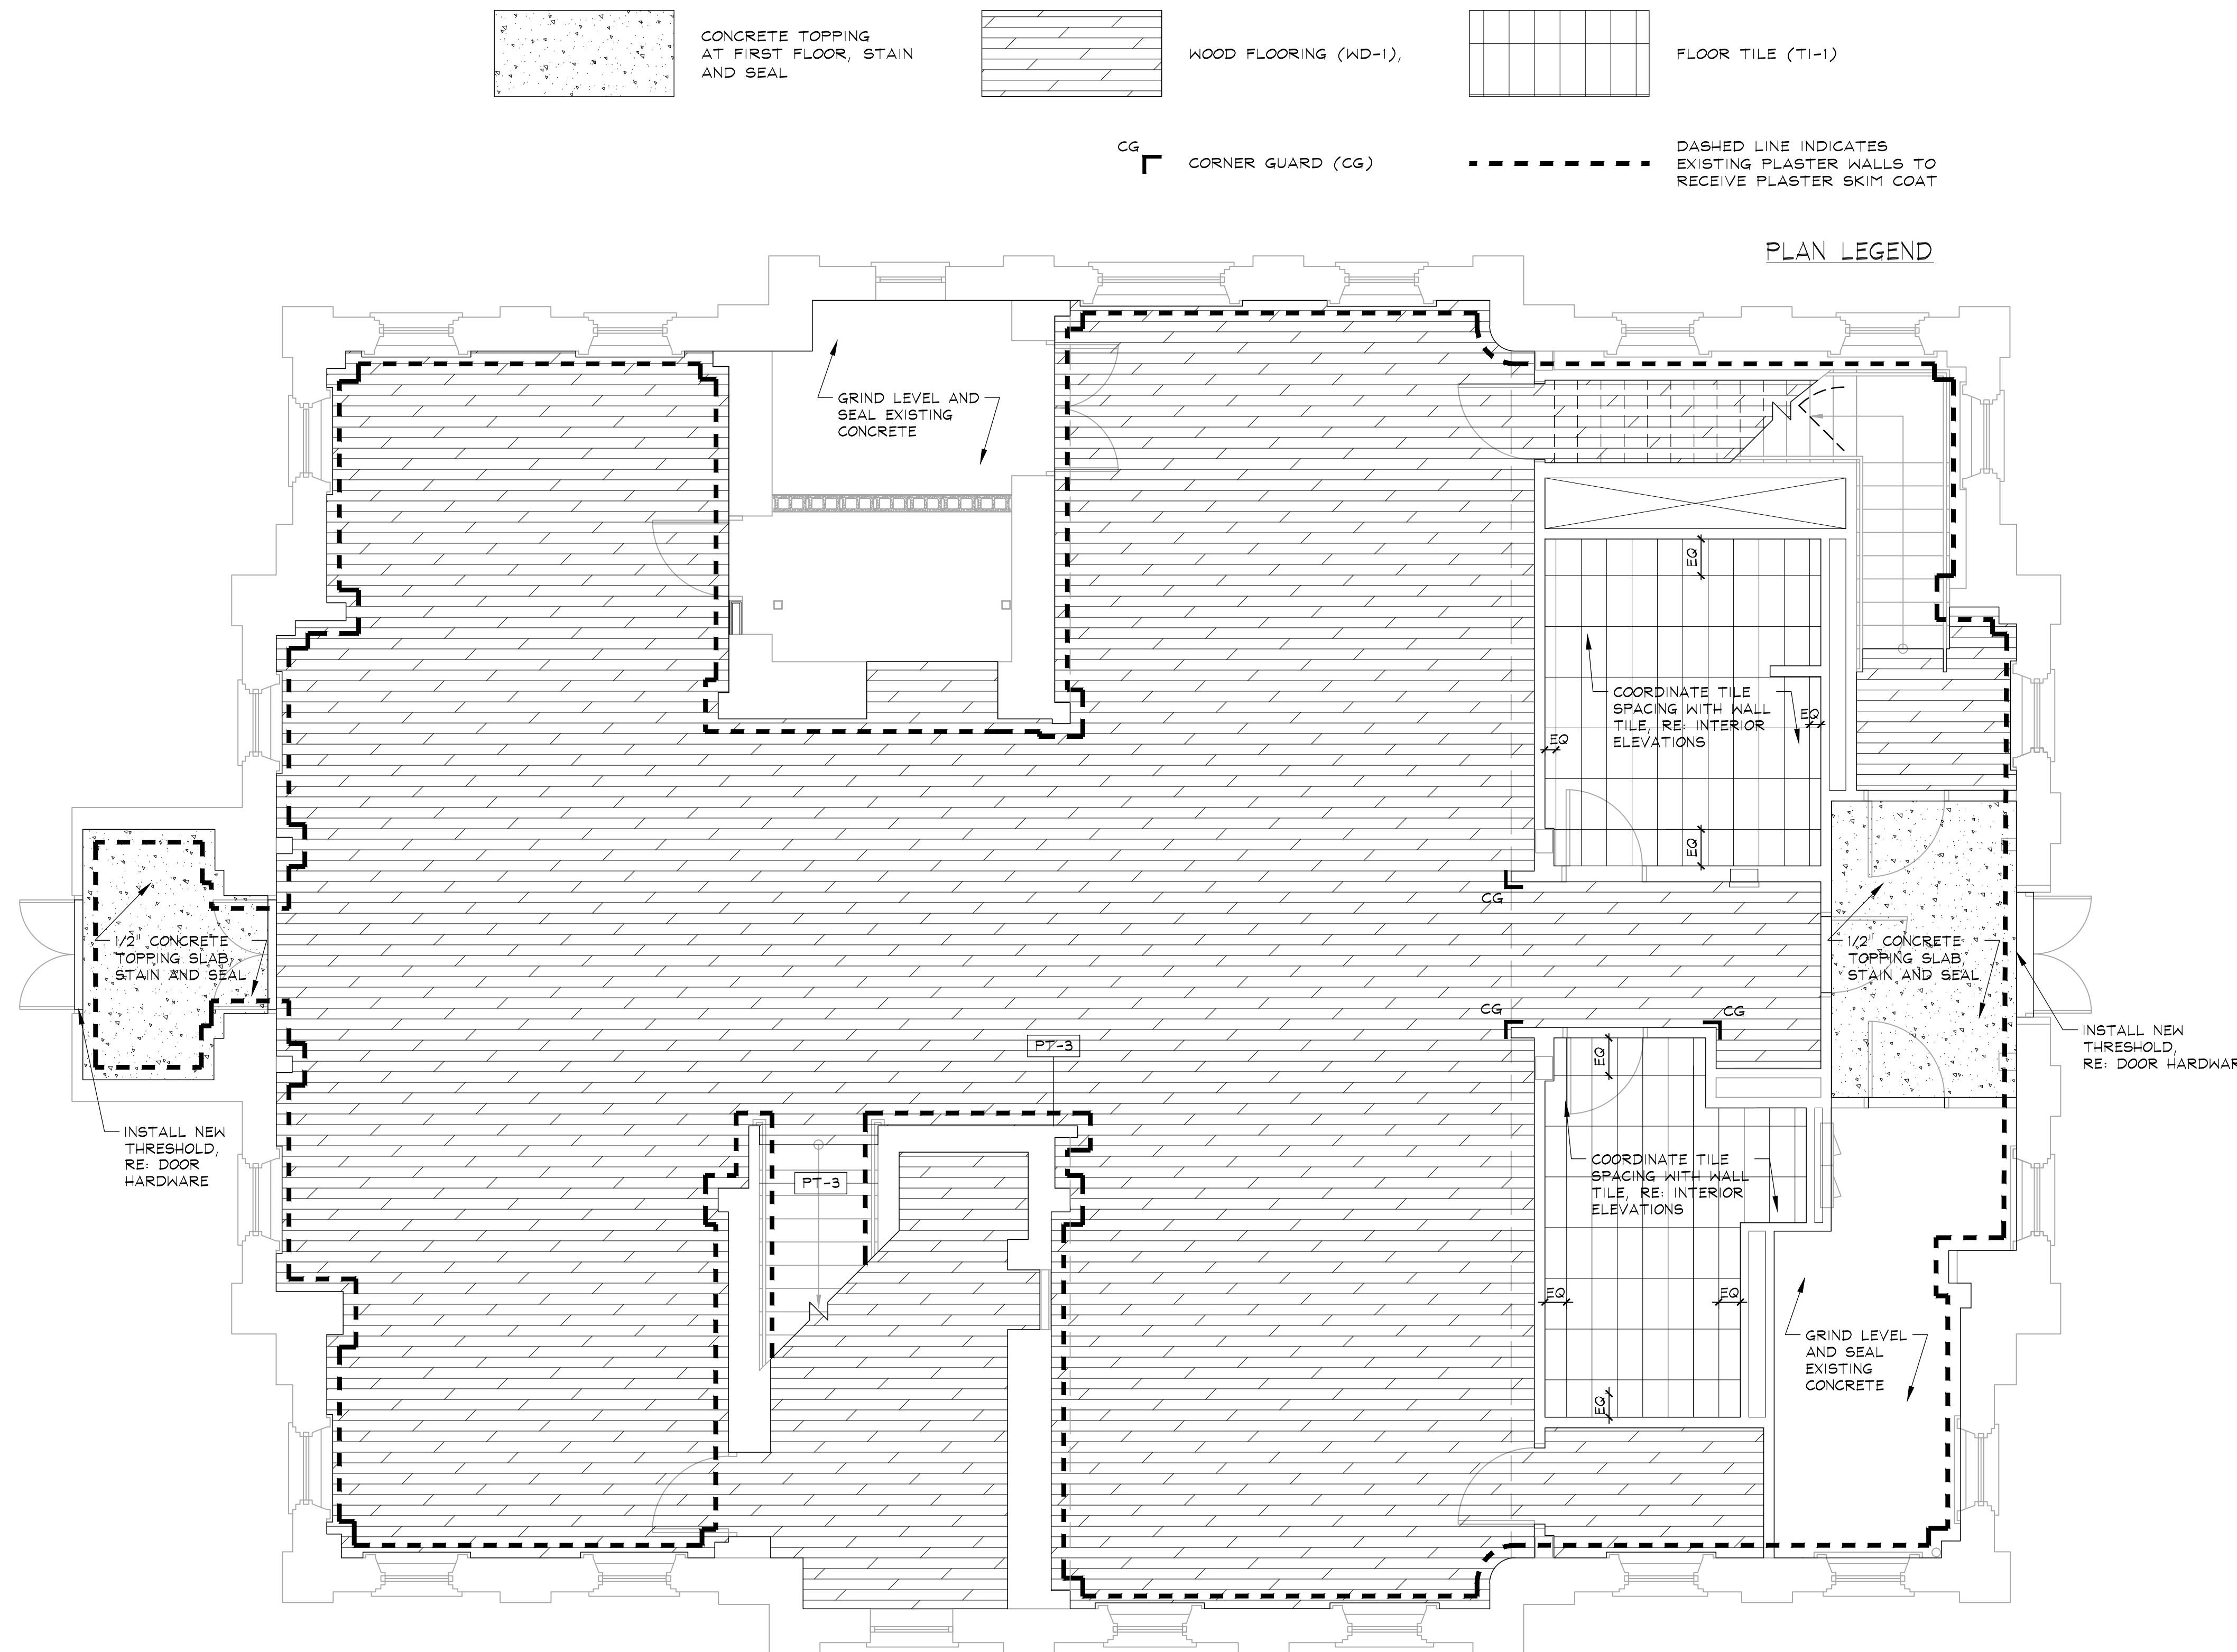 CONCRETE TOPPING
AT FIRST FLOOR, STAIN
AND SEAL
WOOD FLOORING (WD-1),
FLOOR TILE (TI-1)
CG
CORNER GUARD (CG)
DASHED LINE INDICATES
EXISTING PLASTER WALLS TO
RECEIVE PLASTER SKIM COAT
PLAN LEGEND
GRIND LEVEL AND
SEAL EXISTING
CONCRETE
EQ
COORDINATE TILE
SPACING WITH WALL
TILE, RE: INTERIOR
ELEVATIONS
EQ
EQ
EQ
CG
1/2" CONCRETE
TOPPING SLAB,
STAIN AND SEAL
1/2" CONCRETE
TOPPING SLAB,
STAIN AND SEAL
CG
CG
PT-3
EQ
INSTALL NEW
THRESHOLD,
RE: DOOR HARDWAR
INSTALL NEW
THRESHOLD,
RE: DOOR
HARDWARE
PT-3
COORDINATE TILE
SPACING WITH WALL
TILE, RE: INTERIOR
ELEVATIONS
EQ
EQ
GRIND LEVEL
AND SEAL
EXISTING
CONCRETE
EQ